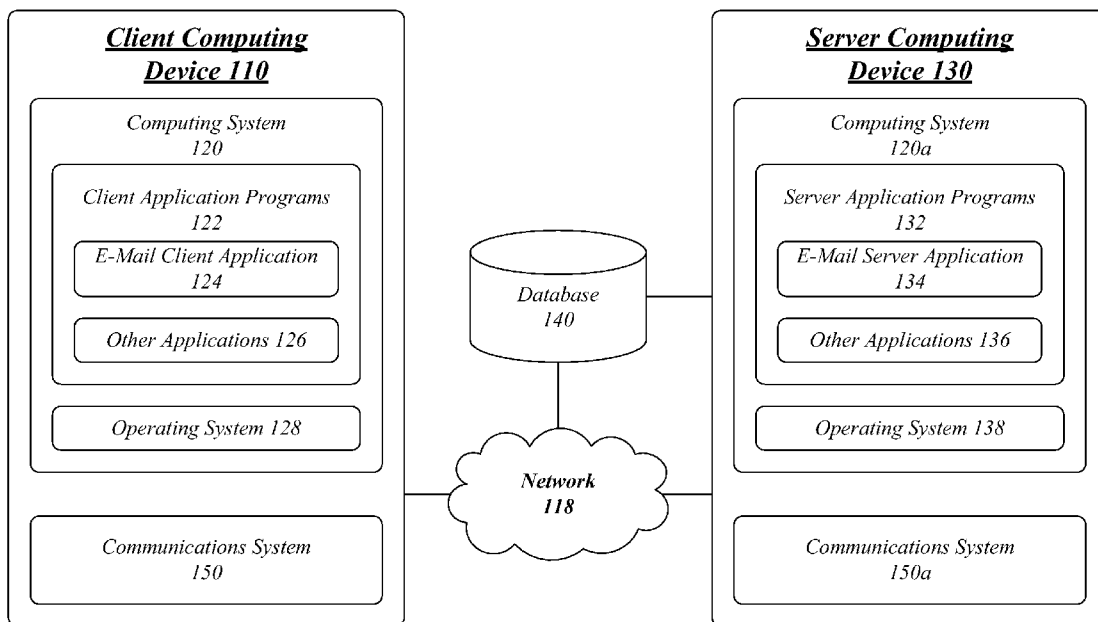 Client Computing
Device 110
Computing System
120
Client Application Programs
122
E-Mail Client Application
124
Other Applications 126
Operating System 128
Communications System
150
Database
140
Network
118
Server Computing
Device 130
Computing System
120a
Server Application Programs
132
E-Mail Server Application
134
Other Applications 136
Operating System 138
Communications System
150a